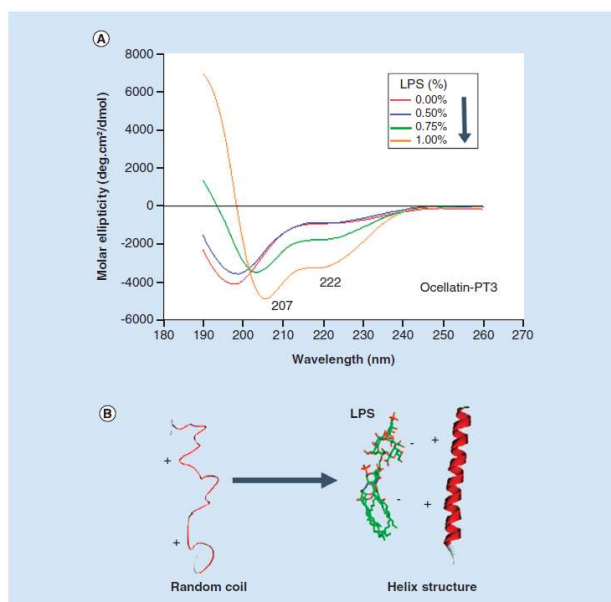 A
8000
6000
4000
2000
0
-2000
-4000
-6000
180 190 200 210 220 230 240 250 260 270
Molar ellipticity (deg.cm²/dmol)
Wavelength (nm)
LPS (%)
0.00%
0.50%
0.75%
1.00%
222
207
Ocellatin-PT3
B
LPS
+
+
-
-
+
+
Random coil
Helix structure